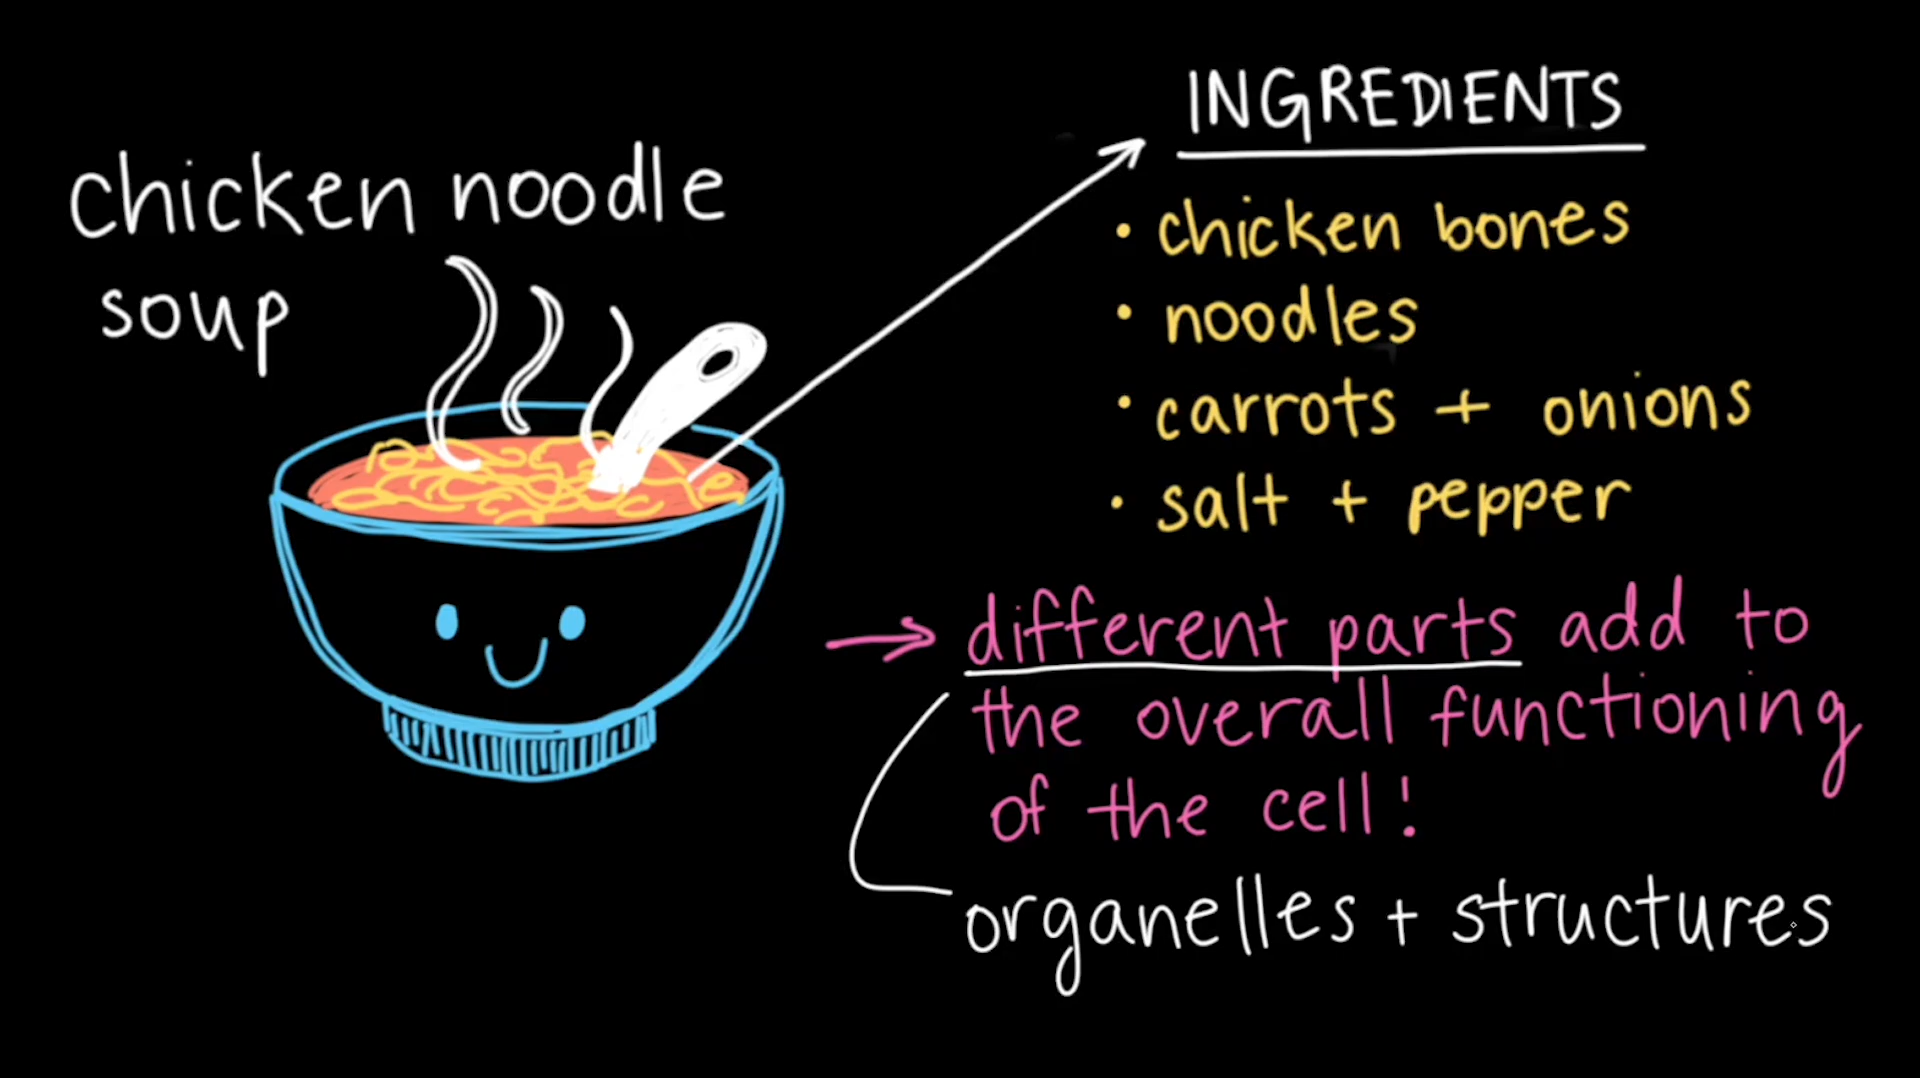 chicken noodle
soup
INGREDIENTS
• chicken bones
• noodles
• carrots + onions
• salt + pepper
→ different parts add to
the overall functioning
of the cell!
organelles + structures